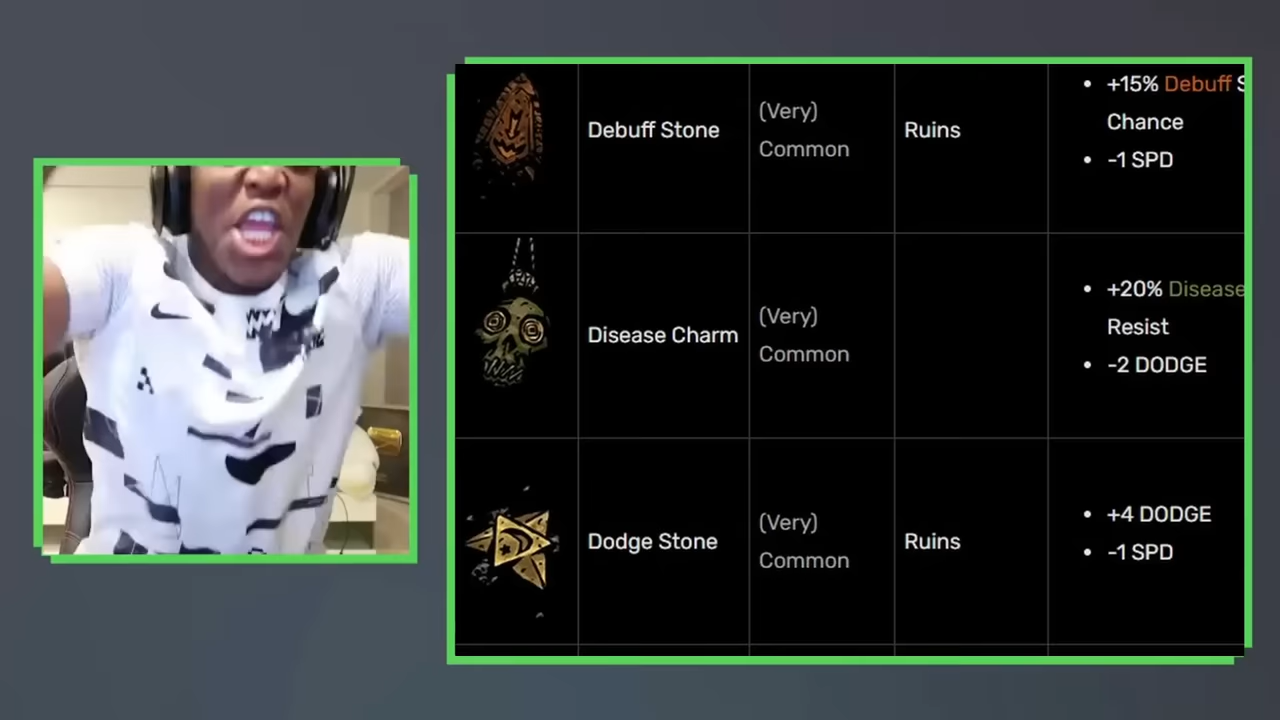 Debuff Stone
(Very)
Common
Ruins
+15% Debuff
Chance
-1 SPD
Disease Charm
(Very)
Common
+20% Disease
Resist
-2 DODGE
Dodge Stone
(Very)
Common
Ruins
+4 DODGE
-1 SPD